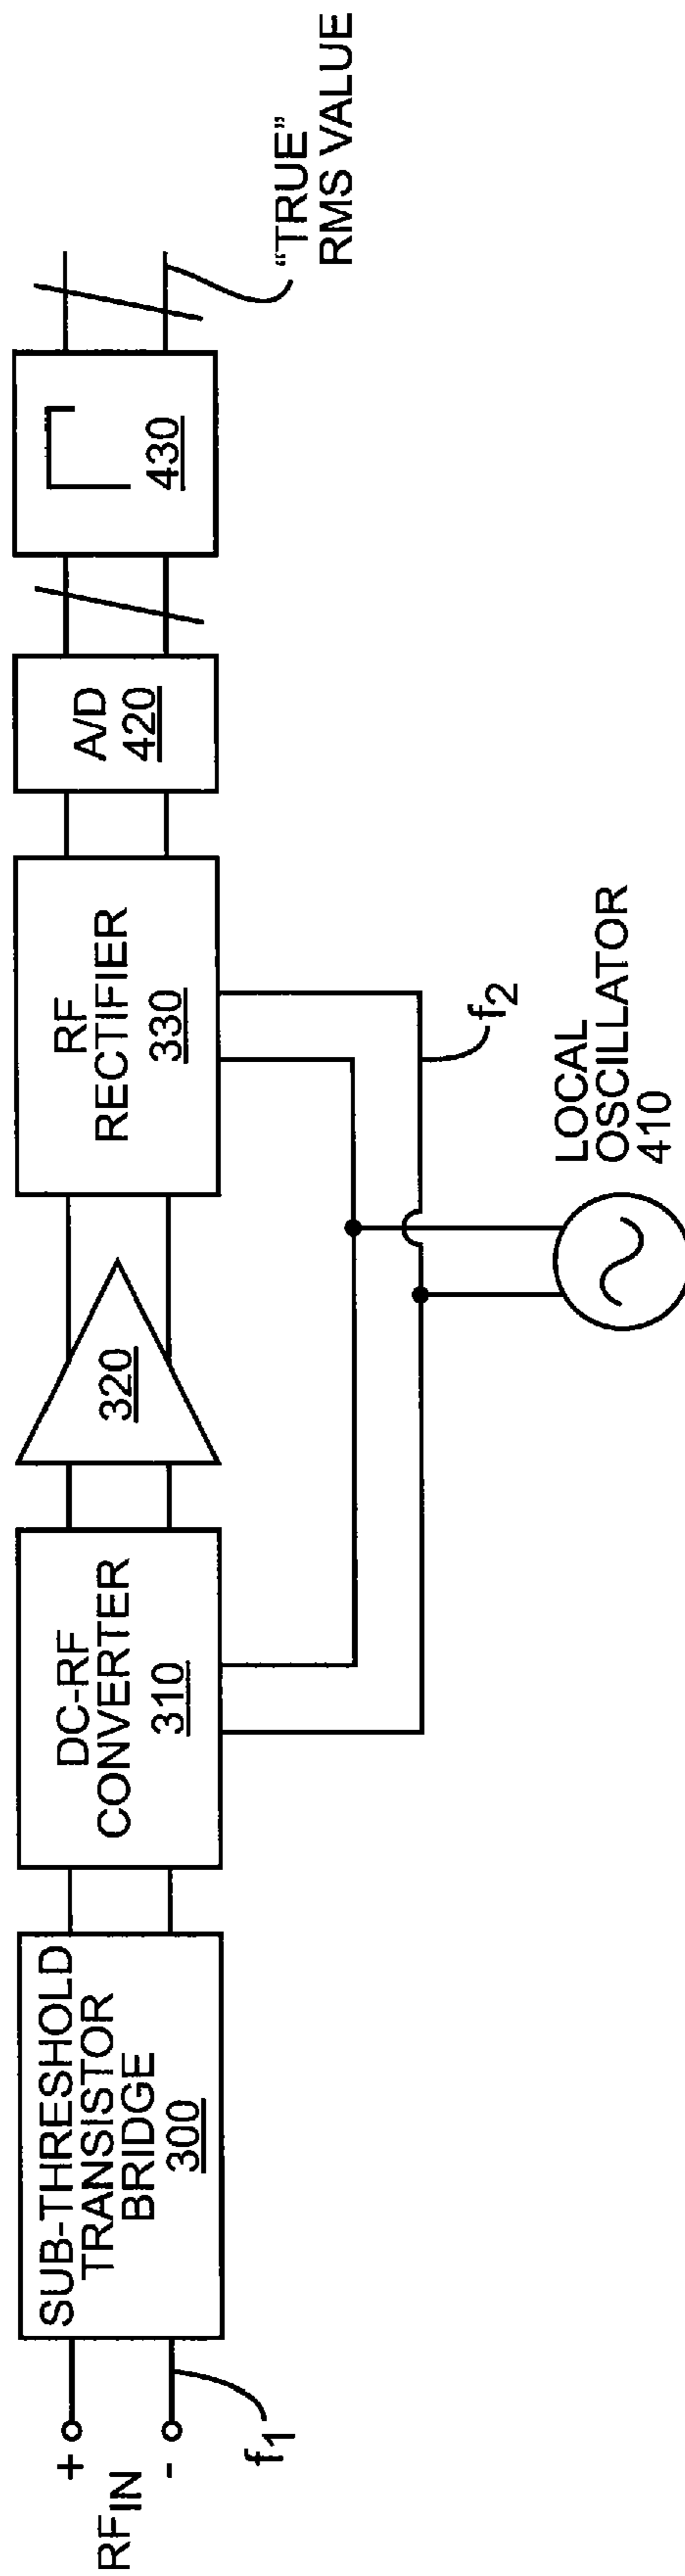 +
RFIN
-
f1
SUB-THRESHOLD
TRANSISTOR
BRIDGE
300
DC-RF
CONVERTER
310
320
RF
RECTIFIER
330
f2
LOCAL
OSCILLATOR
410
A/D
420
430
“TRUE”
RMS VALUE